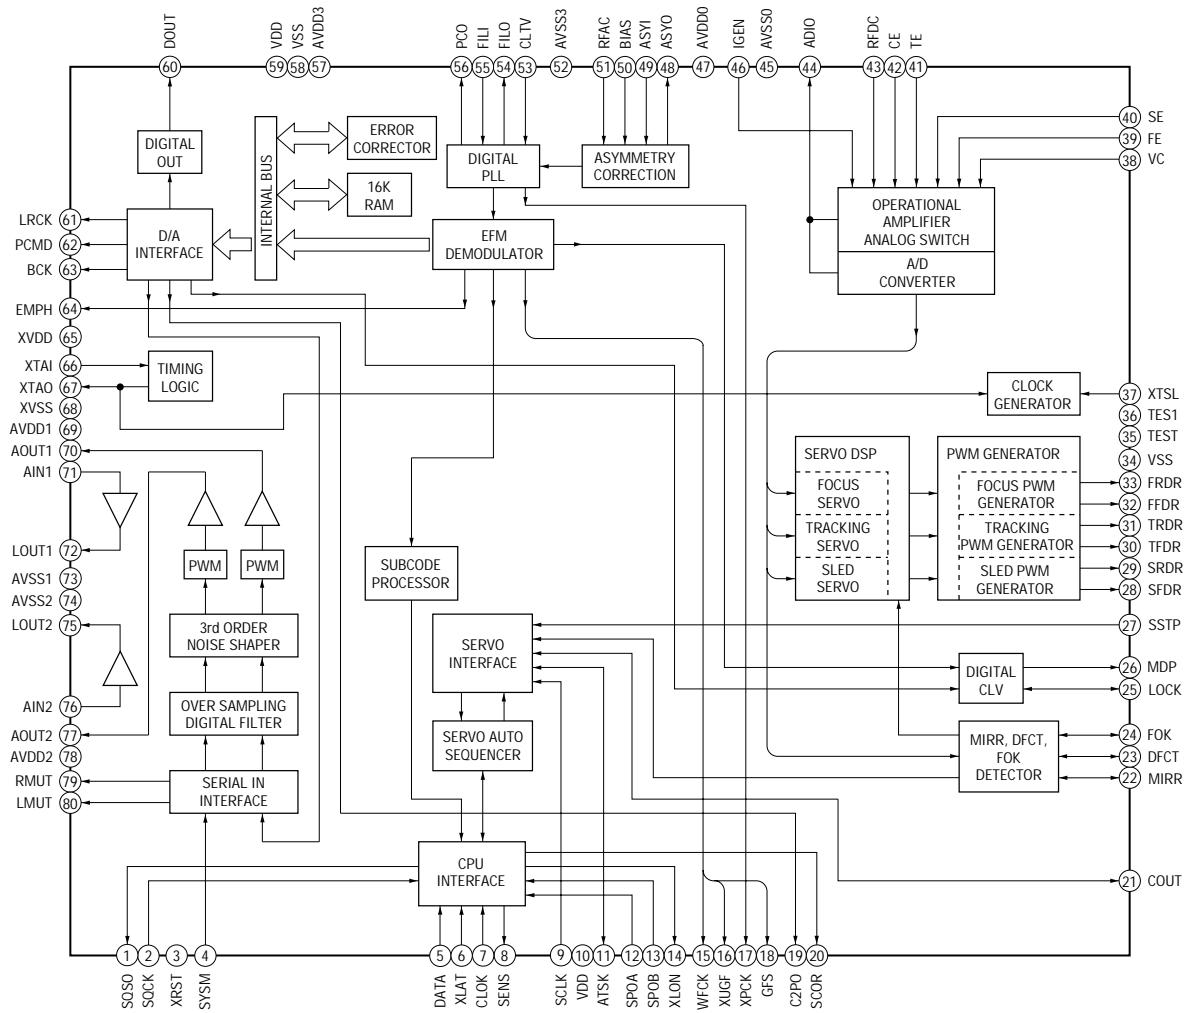 DOUT
VDD
VSS
AVDD3
PCO
FILI
FILO
CLTV
AVSS3
RFAC
BIAS
ASYI
ASYO
AVDD0
IGEN
AVSS0
ADIO
RFDC
CE
TE
60
59
58
57
56
55
54
53
52
51
50
49
48
47
46
45
44
43
42
41
40 SE
39 FE
38 VC
DIGITAL
OUT
INTERNAL BUS
ERROR
CORRECTOR
16K
RAM
DIGITAL
PLL
ASYMMETRY
CORRECTION
OPERATIONAL
AMPLIFIER
ANALOG SWITCH
A/D
CONVERTER
LRCK 61
PCMD 62
BCK 63
D/A
INTERFACE
EFM
DEMODULATOR
EMPH 64
XVDD 65
XTAI 66
XTAO 67
XVSS 68
AVDD1 69
AOUT1 70
AIN1 71
TIMING
LOGIC
CLOCK
GENERATOR
37 XTSL
36 TES1
35 TEST
34 VSS
33 FRDR
32 FFDR
31 TRDR
30 TFDR
29 SRDR
28 SFDR
27 SSTP
SERVO DSP
FOCUS
SERVO
TRACKING
SERVO
SLED
SERVO
PWM GENERATOR
FOCUS PWM
GENERATOR
TRACKING
PWM GENERATOR
SLED PWM
GENERATOR
LOUT1 72
AVSS1 73
AVSS2 74
LOUT2 75
PWM
PWM
SUBCODE
PROCESSOR
3rd ORDER
NOISE SHAPER
SERVO
INTERFACE
DIGITAL
CLV
26 MDP
25 LOCK
AIN2 76
AOUT2 77
AVDD2 78
RMUT 79
LMUT 80
OVER SAMPLING
DIGITAL FILTER
SERVO AUTO
SEQUENCER
MIRR, DFCT,
FOK
DETECTOR
24 FOK
23 DFCT
22 MIRR
SERIAL IN
INTERFACE
CPU
INTERFACE
21 COUT
1
2
3
4
5
6
7
8
9
10
11
12
13
14
15
16
17
18
19
20
SQSO
SQCK
XRST
SYSM
DATA
XLAT
CLOK
SENS
SCLK
VDD
ATSK
SPOA
SPOB
XLON
WFCK
XUGF
XPCK
GFS
C2PO
SCOR